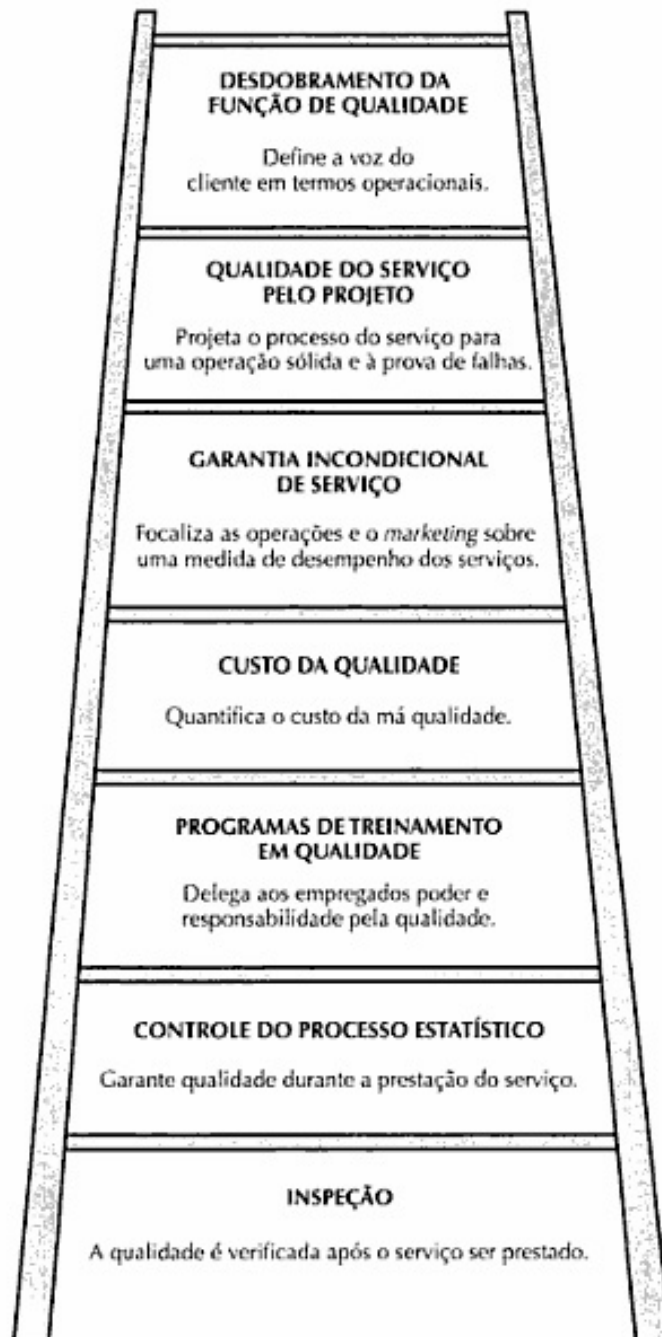 DESDOBRAMENTO DA
FUNÇÃO DE QUALIDADE
Define a voz do
cliente em termos operacionais.
QUALIDADE DO SERVIÇO
PELO PROJETO
Projeta o processo do serviço para
uma operação sólida e à prova de falhas.
GARANTIA INCONDICIONAL
DE SERVIÇO
Focaliza as operações e o marketing sobre
uma medida de desempenho dos serviços.
CUSTO DA QUALIDADE
Quantifica o custo da má qualidade.
PROGRAMAS DE TREINAMENTO
EM QUALIDADE
Delega aos empregados poder e
responsabilidade pela qualidade.
CONTROLE DO PROCESSO ESTATÍSTICO
Garante qualidade durante a prestação do serviço.
INSPEÇÃO
A qualidade é verificada após o serviço ser prestado.